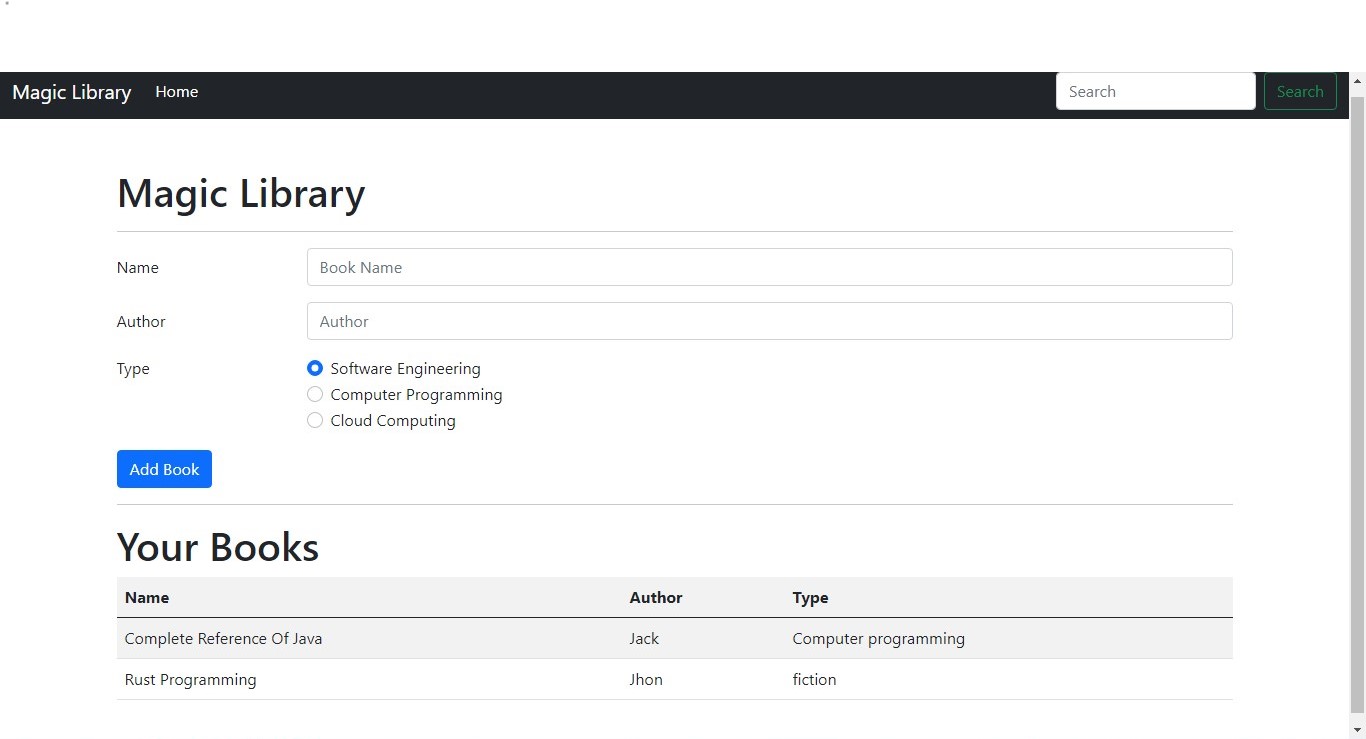 Magic Library Home Search Search
Magic Library
Name Book Name
Author Author
Type Software Engineering
Computer Programming
Cloud Computing
Add Book
Your Books
Name Author Type
Complete Reference Of Java Jack Computer programming
Rust Programming Jhon fiction